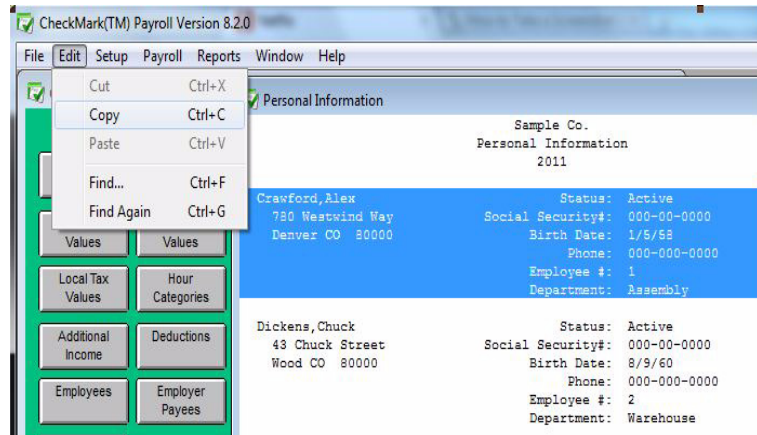 CheckMark(TM) Payroll Version 8.2.0
File Edit Setup Payroll Reports Window Help
Cut Ctrl+X
Copy Ctrl+C
Paste Ctrl+V
Find... Ctrl+F
Find Again Ctrl+G
Values
Values
Local Tax
Values
Hour
Categories
Additional
Income
Deductions
Employees
Employer
Payees
Personal Information
Sample Co.
Personal Information
2011
Crawford,Alex Status: Active
780 Westwind Way Social Security#: 000-00-0000
Denver CO 80000 Birth Date: 1/5/58
Phone: 000-000-0000
Employee #: 1
Department: Assembly
Dickens,Chuck Status: Active
43 Chuck Street Social Security#: 000-00-0000
Wood CO 80000 Birth Date: 8/9/60
Phone: 000-000-0000
Employee #: 2
Department: Warehouse